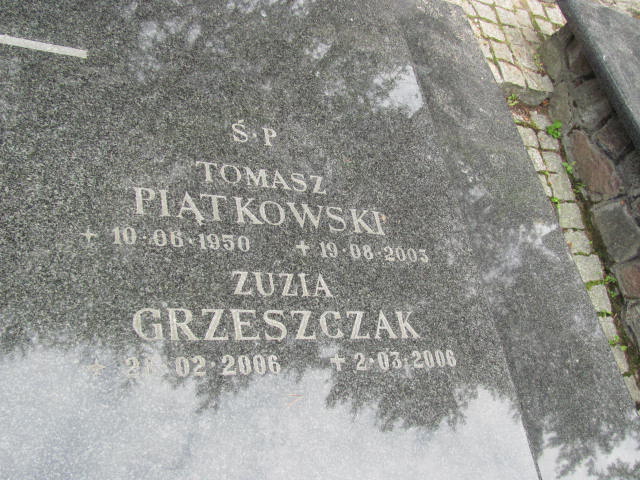 Ś·P
TOMASZ
PIĄTKOWSKI
+ 10·06·1950 + 19·08·2003
ZUZIA
GRZESZCZAK
+ 02·2006 + 2·03·2006